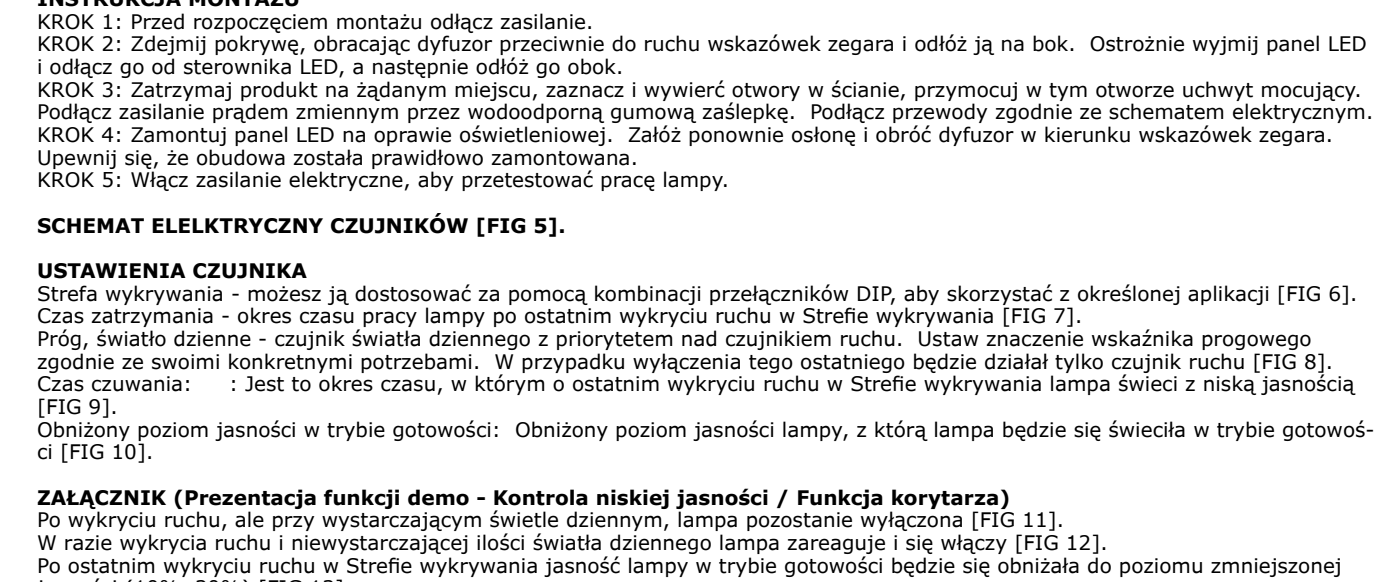 INSTRUKCJA MONTAŻU
KROK 1: Przed rozpoczęciem montażu odłącz zasilanie.
KROK 2: Zdejmij pokrywę, obracając dyfuzor przeciwnie do ruchu wskazówek zegara i odłóż ją na bok.  Ostrożnie wyjmij panel LED
i odłącz go od sterownika LED, a następnie odłóż go obok.
KROK 3: Zatrzymaj produkt na żądanym miejscu, zaznacz i wywierć otwory w ścianie, przymocuj w tym otworze uchwyt mocujący.
Podłącz zasilanie prądem zmiennym przez wodoodporną gumową zaślepkę.  Podłącz przewody zgodnie ze schematem elektrycznym.
KROK 4: Zamontuj panel LED na oprawie oświetleniowej.  Załóż ponownie osłonę i obróć dyfuzor w kierunku wskazówek zegara.
Upewnij się, że obudowa została prawidłowo zamontowana.
KROK 5: Włącz zasilanie elektryczne, aby przetestować pracę lampy.
SCHEMAT ELELKTRYCZNY CZUJNIKÓW [FIG 5].
USTAWIENIA CZUJNIKA
Strefa wykrywania - możesz ją dostosować za pomocą kombinacji przełączników DIP, aby skorzystać z określonej aplikacji [FIG 6].
Czas zatrzymania - okres czasu pracy lampy po ostatnim wykryciu ruchu w Strefie wykrywania [FIG 7].
Próg, światło dzienne - czujnik światła dziennego z priorytetem nad czujnikiem ruchu.  Ustaw znaczenie wskaźnika progowego
zgodnie ze swoimi konkretnymi potrzebami.  W przypadku wyłączenia tego ostatniego będzie działał tylko czujnik ruchu [FIG 8].
Czas czuwania:     : Jest to okres czasu, w którym o ostatnim wykryciu ruchu w Strefie wykrywania lampa świeci z niską jasnością
[FIG 9].
Obniżony poziom jasności w trybie gotowości:  Obniżony poziom jasności lampy, z którą lampa będzie się świeciła w trybie gotowoś-
ci [FIG 10].
ZAŁĄCZNIK (Prezentacja funkcji demo - Kontrola niskiej jasności / Funkcja korytarza)
Po wykryciu ruchu, ale przy wystarczającym świetle dziennym, lampa pozostanie wyłączona [FIG 11].
W razie wykrycia ruchu i niewystarczającej ilości światła dziennego lampa zareaguje i się włączy [FIG 12].
Po ostatnim wykryciu ruchu w Strefie wykrywania jasność lampy w trybie gotowości będzie się obniżała do poziomu zmniejszonej